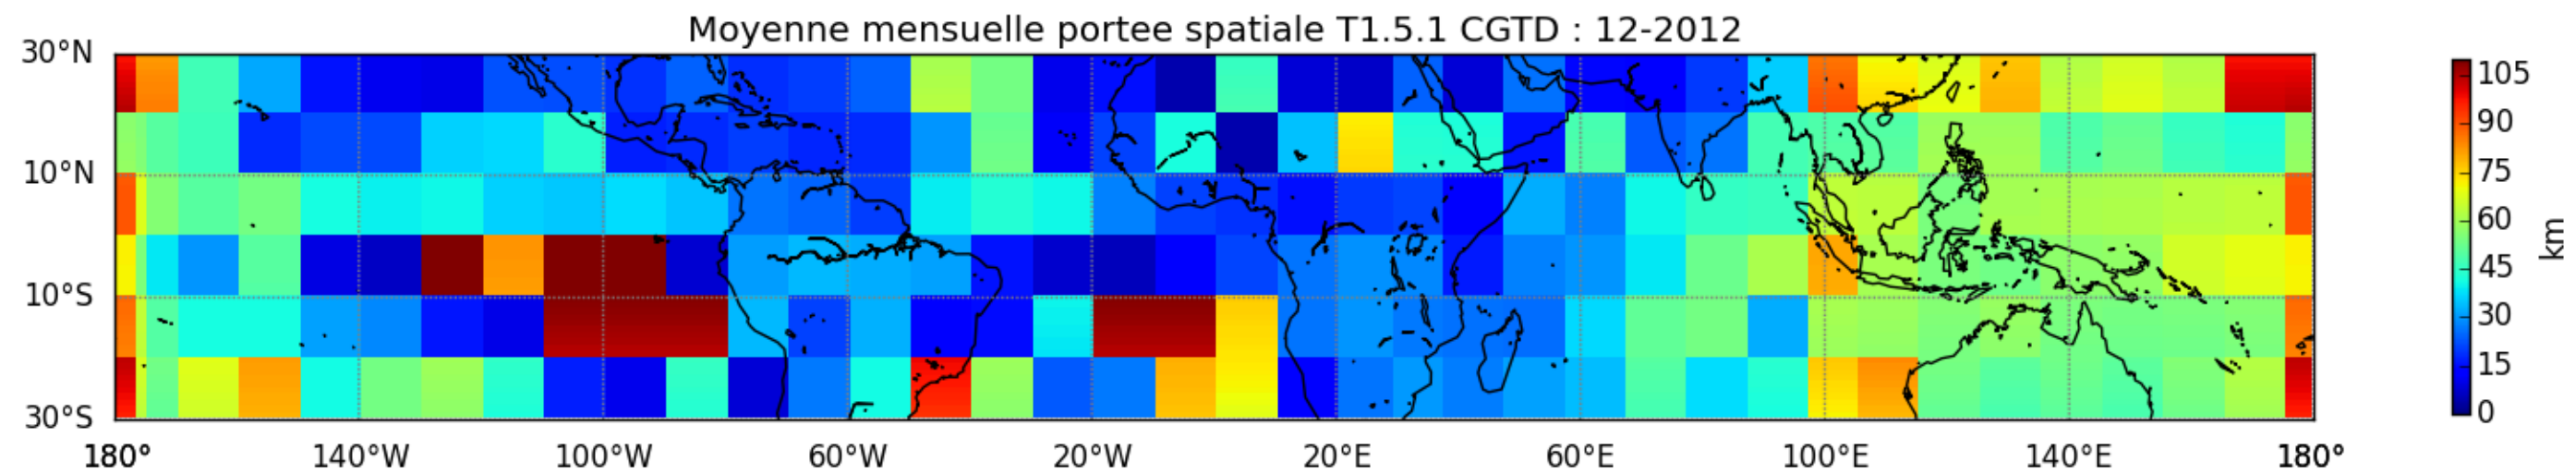 Moyenne mensuelle portee spatiale T1.5.1 CGTD : 12-2012
30°N
10°N
10°S
30°S
180° 140°W 100°W 60°W 20°W 20°E 60°E 100°E 140°E 180°
105
90
75
60
45
30
15
0
km